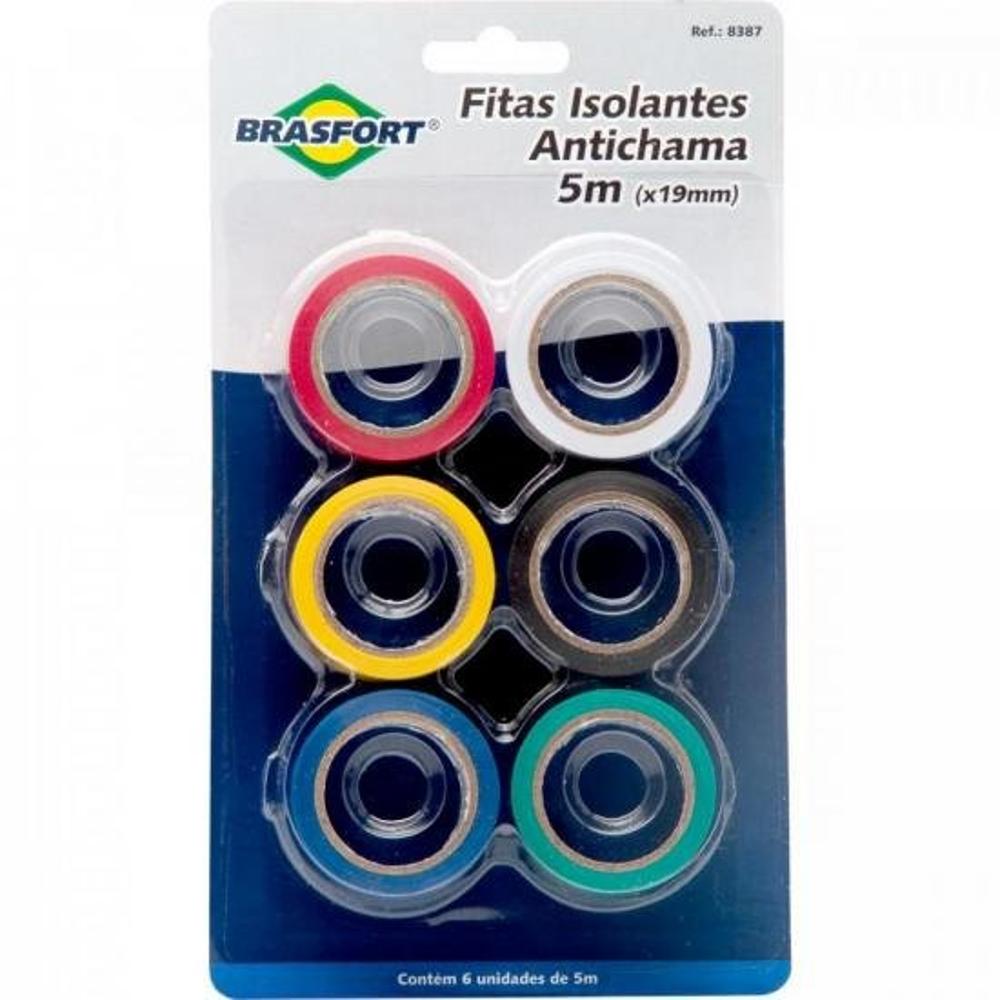 Ref.: 8387
BRASFORT®
Fitas Isolantes
Antichama
5m (x19mm)
Contém 6 unidades de 5m